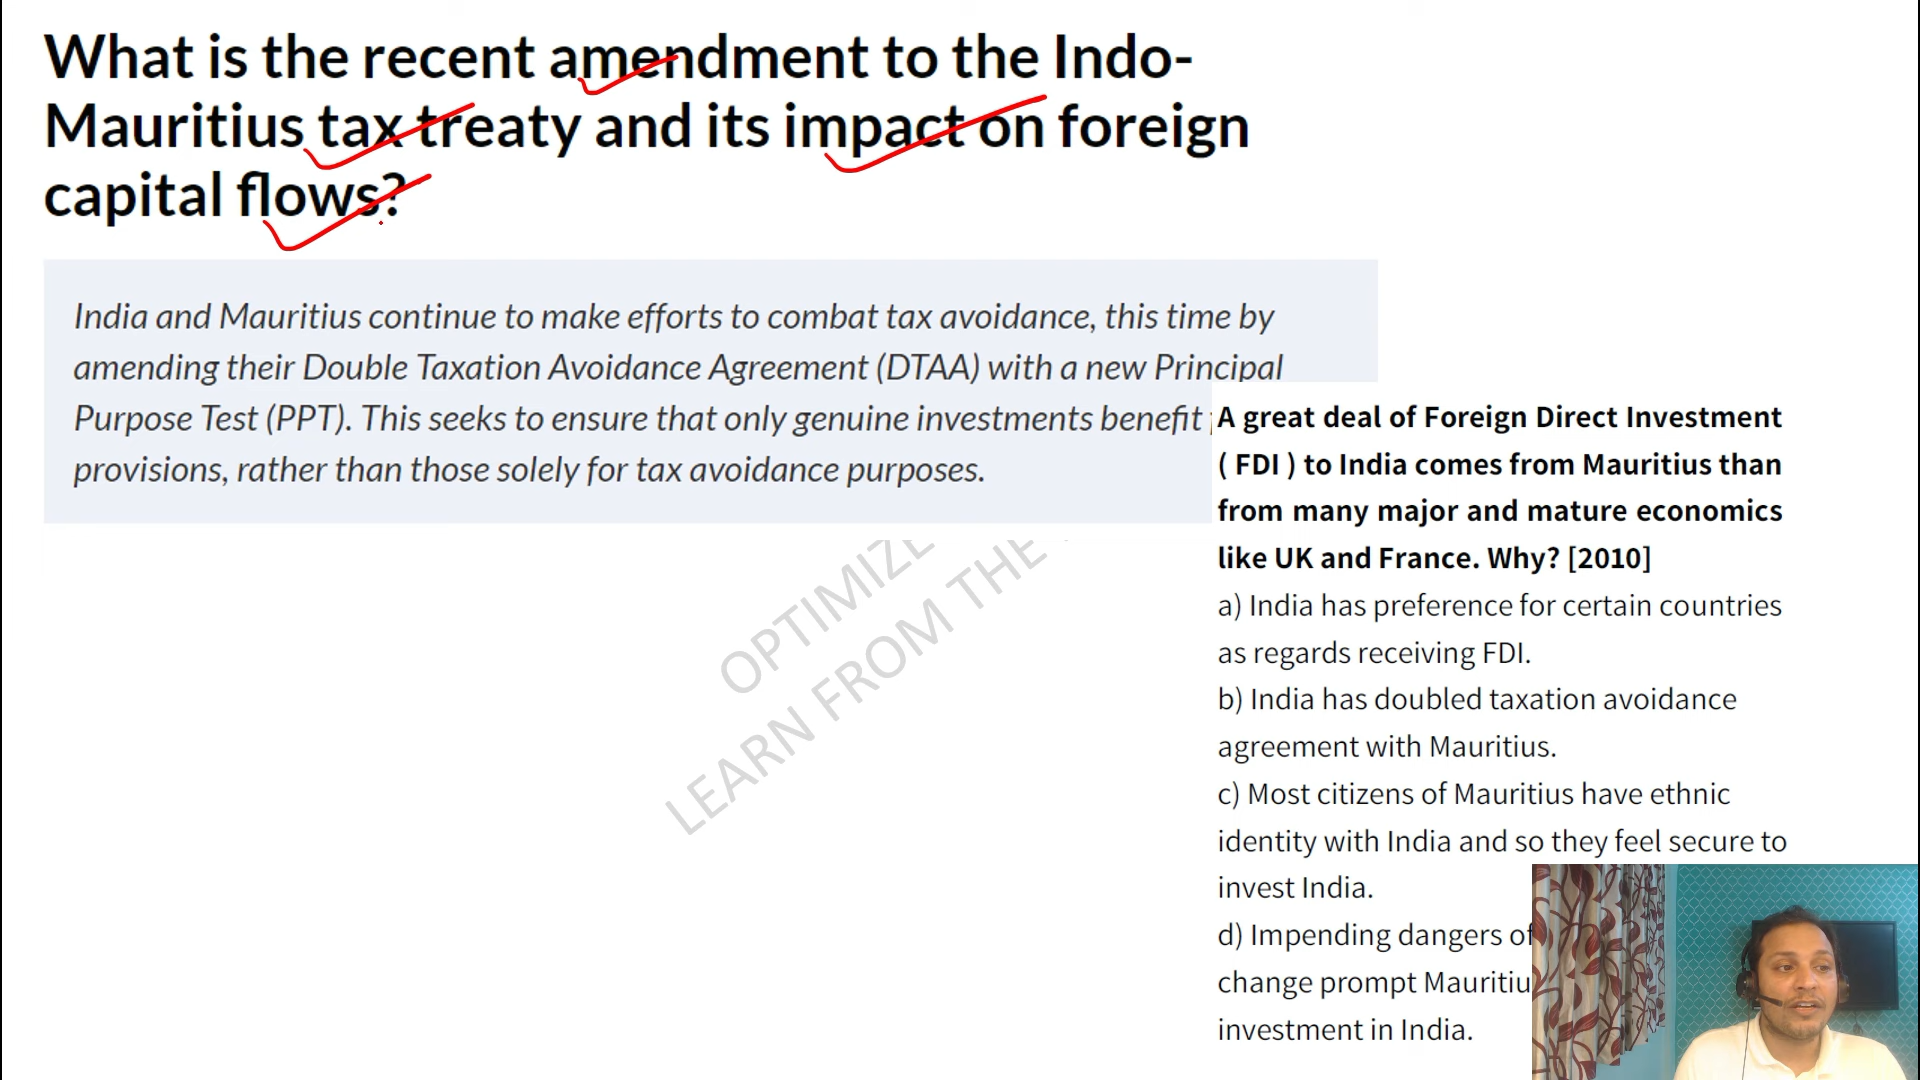 What is the recent amendment to the Indo-
Mauritius tax treaty and its impact on foreign
capital flows?
India and Mauritius continue to make efforts to combat tax avoidance, this time by
amending their Double Taxation Avoidance Agreement (DTAA) with a new Principal
Purpose Test (PPT). This seeks to ensure that only genuine investments benefit
provisions, rather than those solely for tax avoidance purposes.
OPTIMIZE
LEARN FROM THE
A great deal of Foreign Direct Investment
( FDI ) to India comes from Mauritius than
from many major and mature economics
like UK and France. Why? [2010]
a) India has preference for certain countries
as regards receiving FDI.
b) India has doubled taxation avoidance
agreement with Mauritius.
c) Most citizens of Mauritius have ethnic
identity with India and so they feel secure to
invest India.
d) Impending dangers of
change prompt Mauritiu
investment in India.